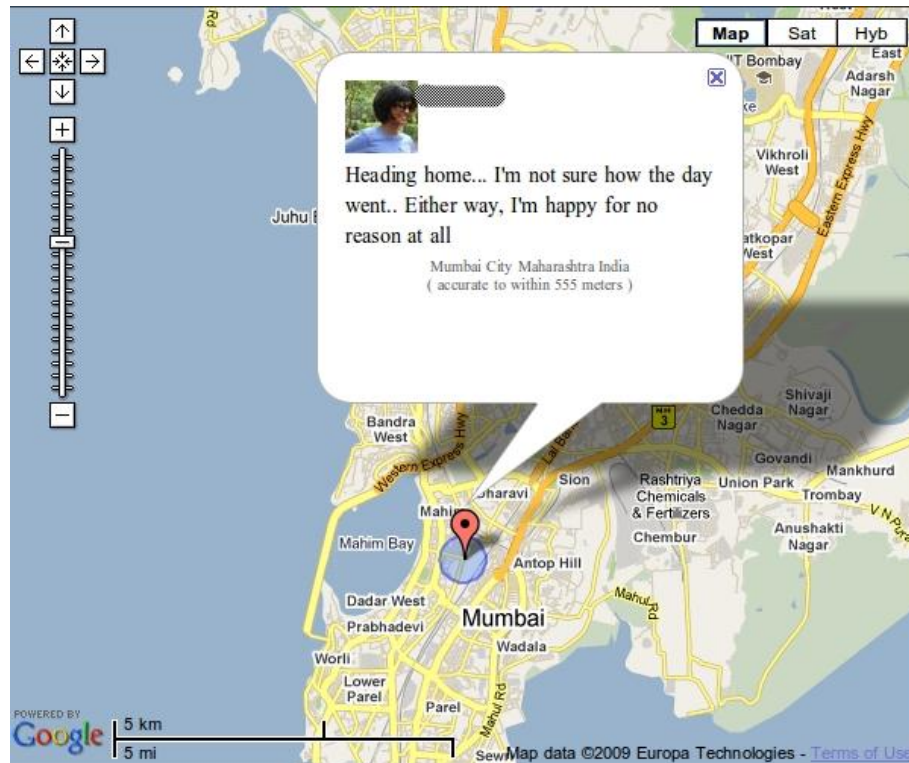 Rd
Map
Sat
Hyb
IIT Bombay
East
Adarsh
Nagar
Vikhroli
West
Eastern Express Hwy
Juhu
West
Heading home... I'm not sure how the day
went.. Either way, I'm happy for no
reason at all
Mumbai City Maharashtra India
( accurate to within 555 meters )
Shivaji
Nagar
NH
3
Chedda
Nagar
Bandra
West
Western Express Hwy
Govandi
Mankhurd
Dharavi
Sion
Rashtriya
Chemicals
& Fertilizers
Union Park
Trombay
Mahim
Chembur
Anushakti
Nagar
Mahim Bay
Antop Hill
Dadar West
Mahul Rd
Prabhadevi
Mumbai
Wadala
Worli
Lower
Parel
Parel
Mahul Rd
POWERED BY
Google
5 km
5 mi
Map data ©2009 Europa Technologies - Terms of Use